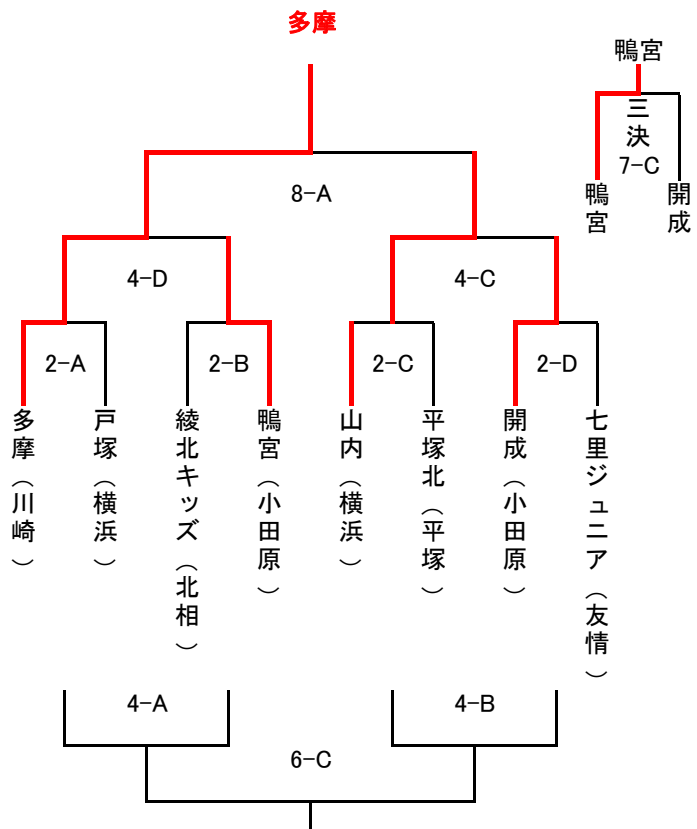 多摩
鴨宮
三決
7-C
鴨宮
開成
8-A
4-D
4-C
2-A
2-B
2-C
2-D
多摩（川崎）
戸塚（横浜）
綾北キッズ（北相）
鴨宮（小田原）
山内（横浜）
平塚北（平塚）
開成（小田原）
七里ジュニア（友情）
4-A
4-B
6-C